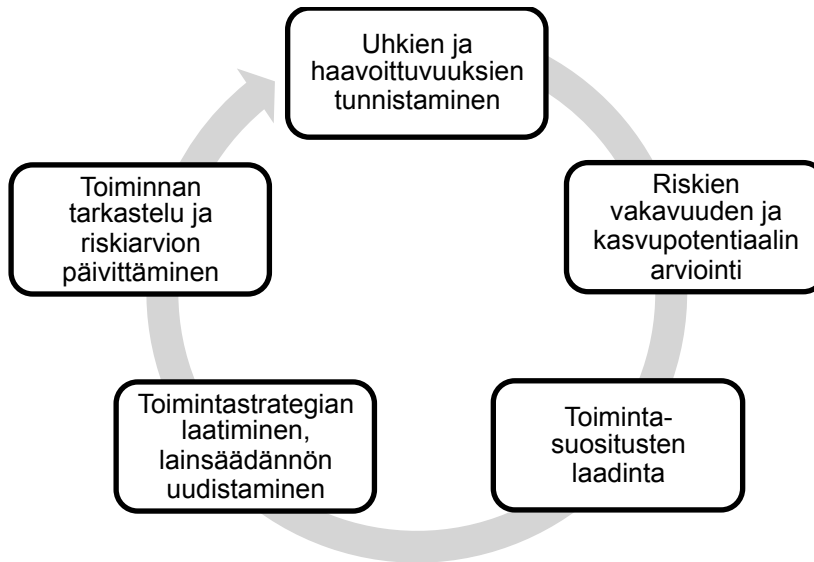 Uhkien ja
haavoittuvuuksien
tunnistaminen
Riskien
vakavuuden ja
kasvupotentiaalin
arviointi
Toiminta-
suositusten
laadinta
Toimintastrategian
laatiminen,
lainsäädännön
uudistaminen
Toiminnan
tarkastelu ja
riskiarvion
päivittäminen